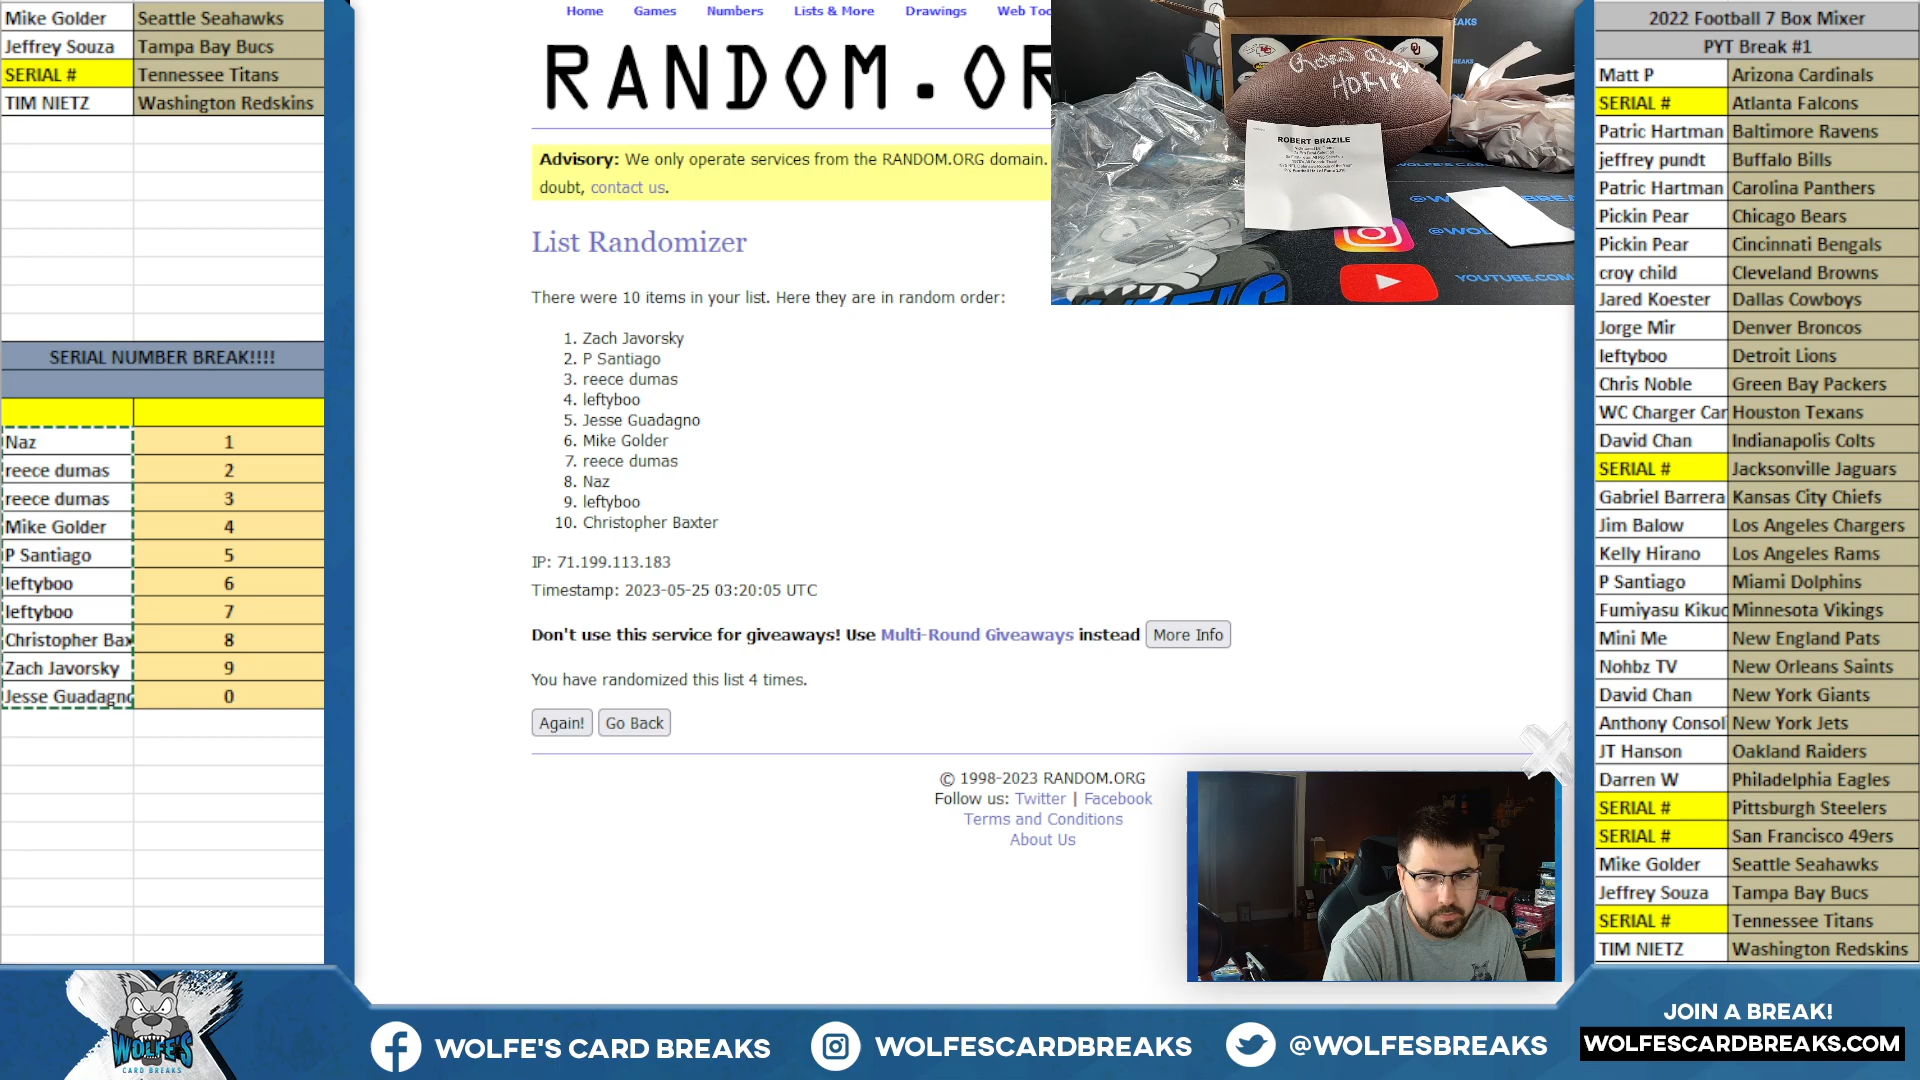 Mike Golder Seattle Seahawks
Jeffrey Souza Tampa Bay Bucs
SERIAL # Tennessee Titans
TIM NIETZ Washington Redskins
SERIAL NUMBER BREAK!!!!
Naz 1
reece dumas 2
reece dumas 3
Mike Golder 4
P Santiago 5
leftyboo 6
leftyboo 7
Christopher Bax 8
Zach Javorsky 9
Jesse Guadagno 0
Home Games Numbers Lists & More Drawings Web Too
RANDOM.OR
Advisory: We only operate services from the RANDOM.ORG domain.
doubt, contact us.
List Randomizer
There were 10 items in your list. Here they are in random order:
1. Zach Javorsky
2. P Santiago
3. reece dumas
4. leftyboo
5. Jesse Guadagno
6. Mike Golder
7. reece dumas
8. Naz
9. leftyboo
10. Christopher Baxter
IP: 71.199.113.183
Timestamp: 2023-05-25 03:20:05 UTC
Don't use this service for giveaways! Use Multi-Round Giveaways instead More Info
You have randomized this list 4 times.
Again! Go Back
© 1998-2023 RANDOM.ORG
Follow us: Twitter | Facebook
Terms and Conditions
About Us
HOF18
ROBERT BRAZILE
YOUTUBE.COM
2022 Football 7 Box Mixer
PYT Break #1
Matt P Arizona Cardinals
SERIAL # Atlanta Falcons
Patric Hartman Baltimore Ravens
jeffrey pundt Buffalo Bills
Patric Hartman Carolina Panthers
Pickin Pear Chicago Bears
Pickin Pear Cincinnati Bengals
croy child Cleveland Browns
Jared Koester Dallas Cowboys
Jorge Mir Denver Broncos
leftyboo Detroit Lions
Chris Noble Green Bay Packers
WC Charger Car Houston Texans
David Chan Indianapolis Colts
SERIAL # Jacksonville Jaguars
Gabriel Barrera Kansas City Chiefs
Jim Balow Los Angeles Chargers
Kelly Hirano Los Angeles Rams
P Santiago Miami Dolphins
Fumiyasu Kikuc Minnesota Vikings
Mini Me New England Pats
Nohbz TV New Orleans Saints
David Chan New York Giants
Anthony Consol New York Jets
JT Hanson Oakland Raiders
Darren W Philadelphia Eagles
SERIAL # Pittsburgh Steelers
SERIAL # San Francisco 49ers
Mike Golder Seattle Seahawks
Jeffrey Souza Tampa Bay Bucs
SERIAL # Tennessee Titans
TIM NIETZ Washington Redskins
WOLFE'S
CARD BREAKS
WOLFE'S CARD BREAKS
WOLFESCARDBREAKS
@WOLFESBREAKS
JOIN A BREAK!
WOLFESCARDBREAKS.COM